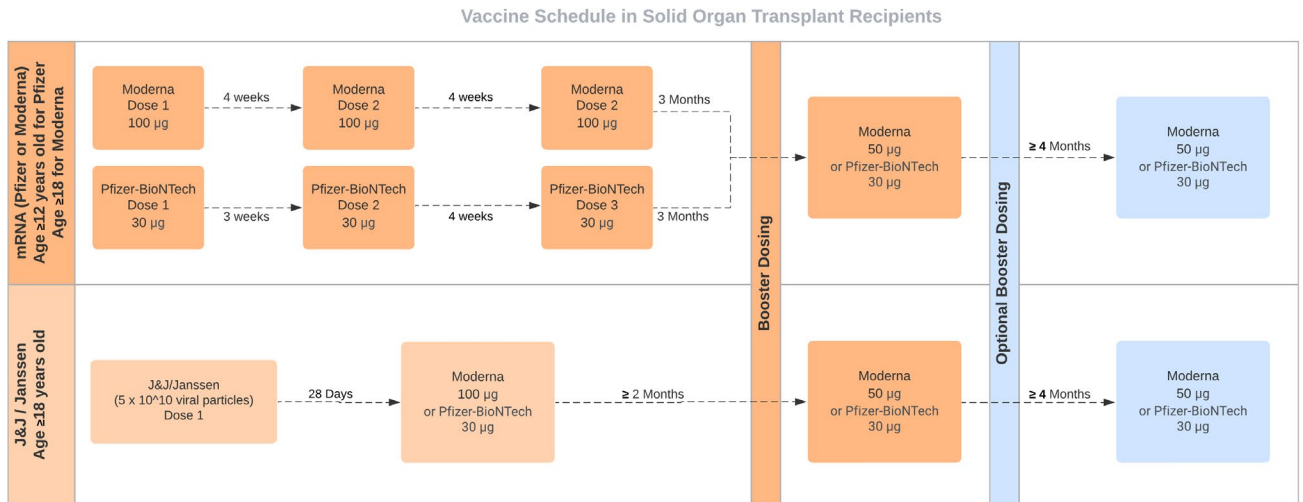 Vaccine Schedule in Solid Organ Transplant Recipients
mRNA (Pfizer or Moderna)
Age ≥12 years old for Pfizer
Age ≥18 for Moderna
Moderna
Dose 1
100 µg
4 weeks
Moderna
Dose 2
100 µg
4 weeks
Moderna
Dose 2
100 µg
3 Months
Pfizer-BioNTech
Dose 1
30 µg
3 weeks
Pfizer-BioNTech
Dose 2
30 µg
4 weeks
Pfizer-BioNTech
Dose 3
30 µg
3 Months
Booster Dosing
Moderna
50 µg
or Pfizer-BioNTech
30 µg
Optional Booster Dosing
≥ 4 Months
Moderna
50 µg
or Pfizer-BioNTech
30 µg
J&J / Janssen
Age ≥18 years old
J&J/Janssen
(5 x 10^10 viral particles)
Dose 1
28 Days
Moderna
100 µg
or Pfizer-BioNTech
30 µg
≥ 2 Months
Moderna
50 µg
or Pfizer-BioNTech
30 µg
≥ 4 Months
Moderna
50 µg
or Pfizer-BioNTech
30 µg